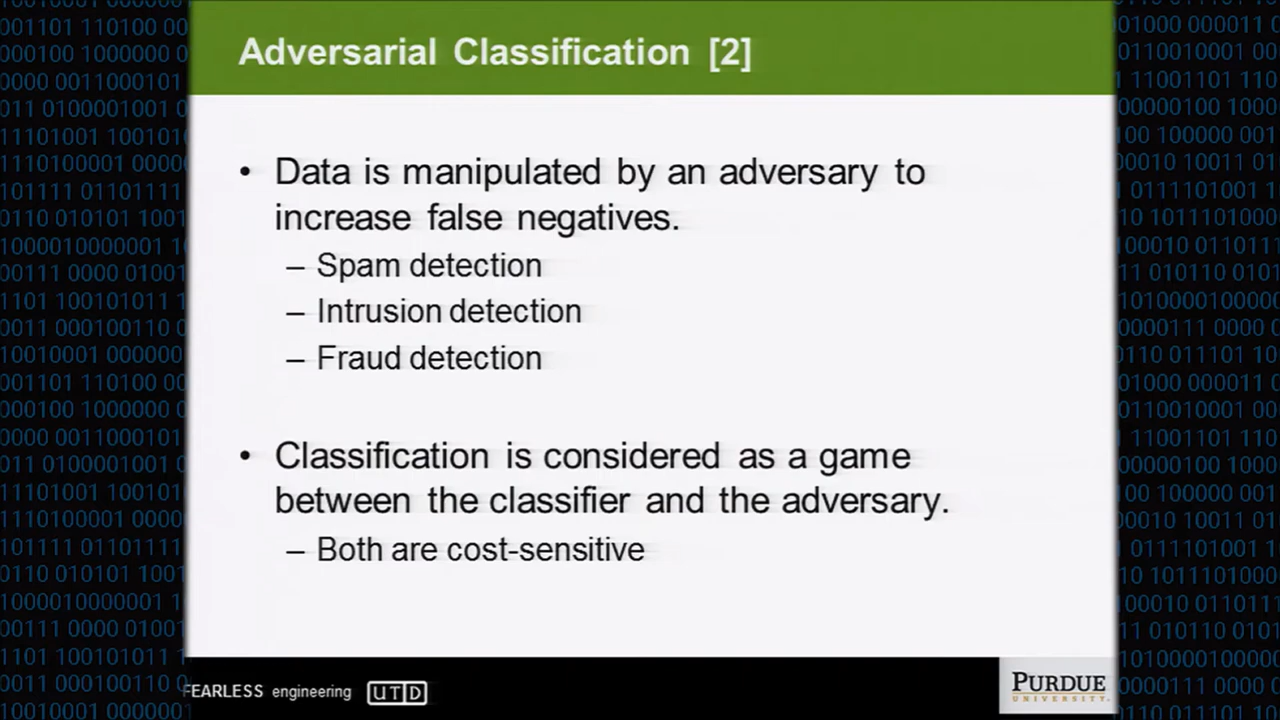 Adversarial Classification [2]
• Data is manipulated by an adversary to
increase false negatives.
– Spam detection
– Intrusion detection
– Fraud detection
• Classification is considered as a game
between the classifier and the adversary.
– Both are cost-sensitive
FEARLESS engineering UTD
PURDUE
UNIVERSITY